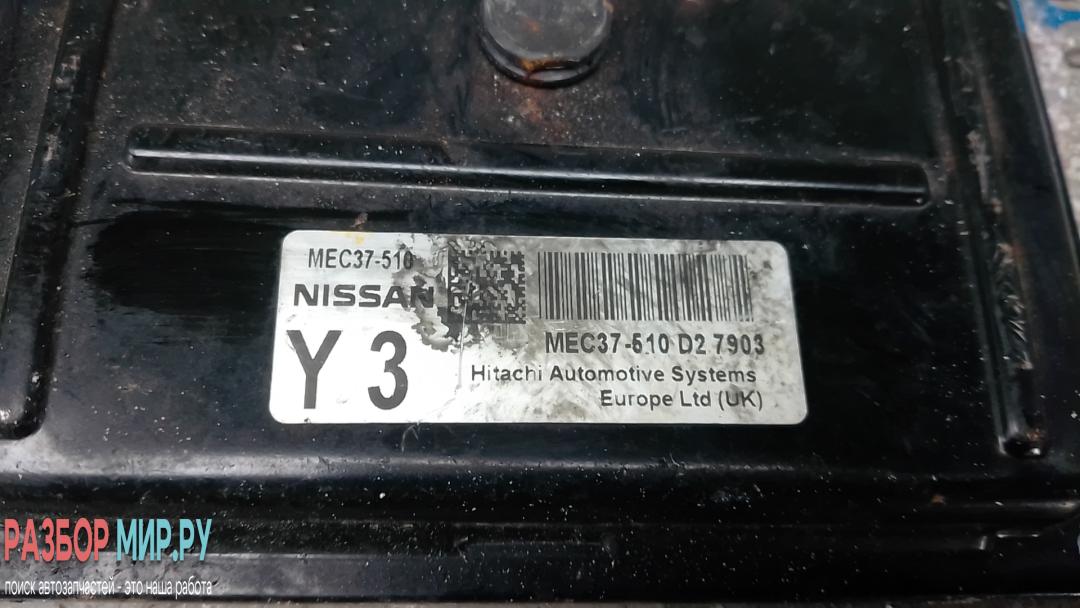 MEC37-510
NISSAN
Y 3
MEC37-510 D2 7903
Hitachi Automotive Systems
Europe Ltd (UK)
РАЗБОР МИР.РУ
поиск автозапчастей - это наша работа